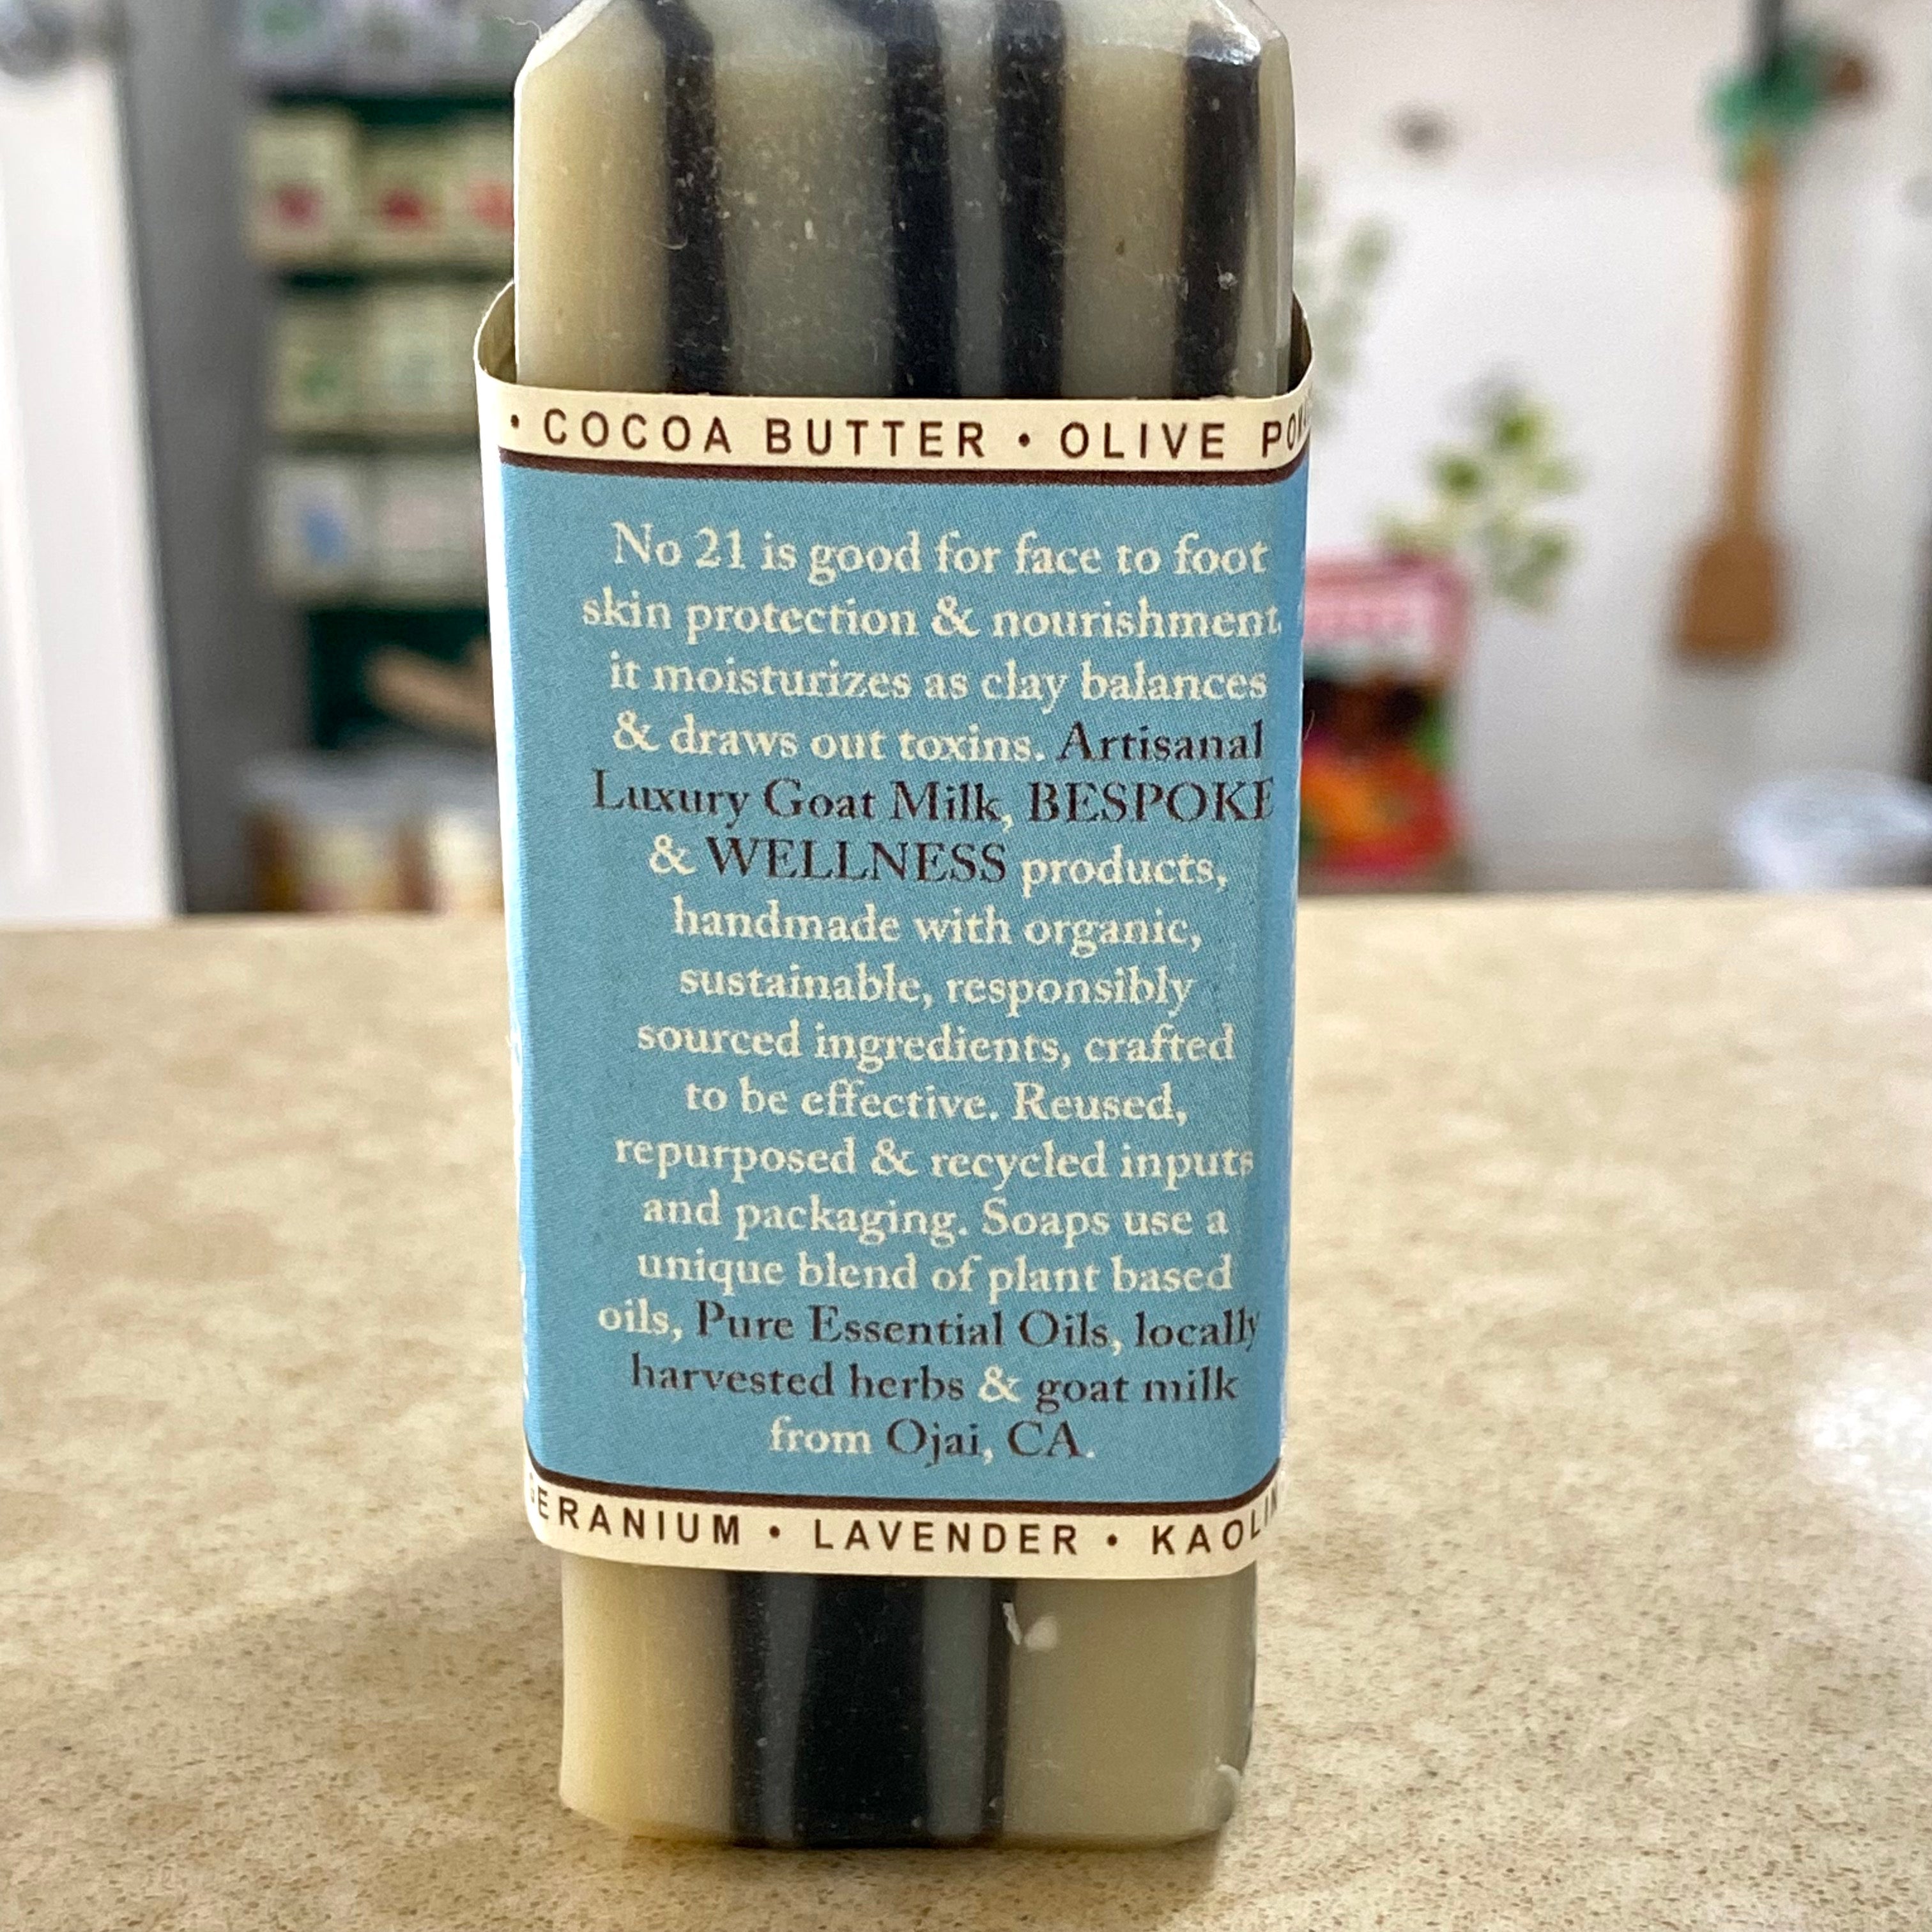 • COCOA BUTTER • OLIVE
No 21 is good for face to foot
skin protection & nourishment,
it moisturizes as clay balances
& draws out toxins. Artisanal
Luxury Goat Milk, BESPOKE
& WELLNESS products,
handmade with organic,
sustainable, responsibly
sourced ingredients, crafted
to be effective. Reused,
repurposed & recycled inputs
and packaging. Soaps use a
unique blend of plant based
oils, Pure Essential Oils, locally
harvested herbs & goat milk
from Ojai, CA.
GERANIUM • LAVENDER • KAOLIN